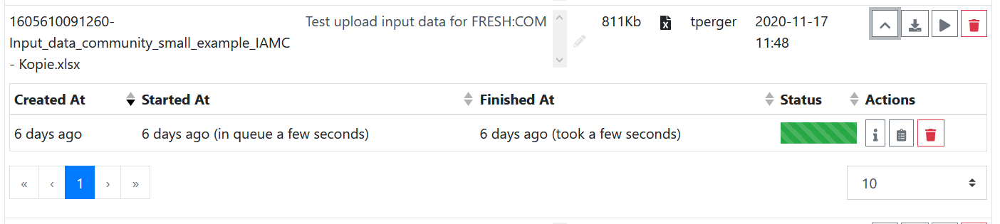 1605610091260- Test upload input data for FRESH:COM 811Kb tperger 2020-11-17
Input_data_community_small_example_IAMC 11:48
- Kopie.xlsx
Created At Started At Finished At Status Actions
6 days ago 6 days ago (in queue a few seconds) 6 days ago (took a few seconds)
« ‹ 1 › » 10